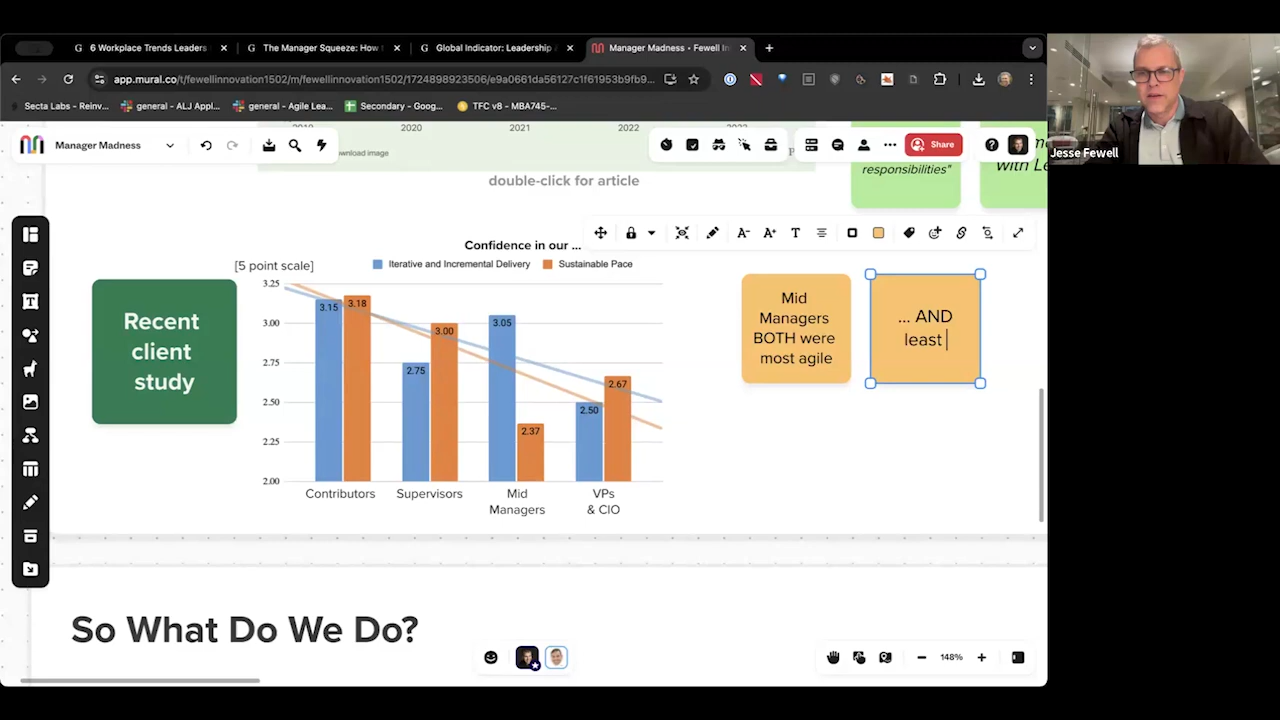 6 Workplace Trends Leaders
The Manager Squeeze: How
Global Indicator: Leadership
Manager Madness • Fewell In
app.mural.co/t/fewellinnovation1502/m/fewellinnovation1502/1724898923506/e9a0661da56127c1f61953b9fb9...
Secta Labs - Reinv...
general - ALJ Appl...
general - Agile Lea...
Secondary - Goog...
TFC v8 - MBA745-...
Jesse Fewell
2020
2021
2022
Manager Madness
Share
wnload image
responsibilities"
with Le
double-click for article
Confidence in our ...
[5 point scale]
Iterative and Incremental Delivery
Sustainable Pace
3.25
3.00
2.75
2.50
2.25
2.00
3.15
3.18
2.75
3.00
3.05
2.37
2.50
2.67
Contributors
Supervisors
Mid
Managers
VPs
& CIO
Recent
client
study
Mid
Managers
BOTH were
most agile
... AND
least
So What Do We Do?
148%